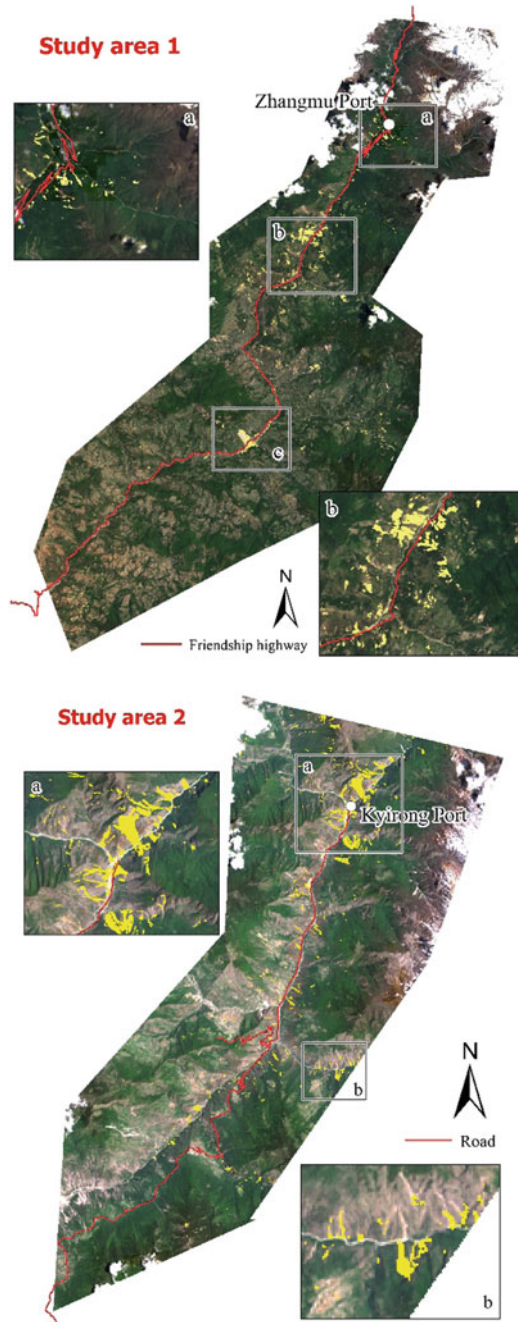 Study area 1
Zhangmu Port
a
a
b
c
b
N
Friendship highway
Study area 2
a
a
Kyirong Port
b
N
Road
b